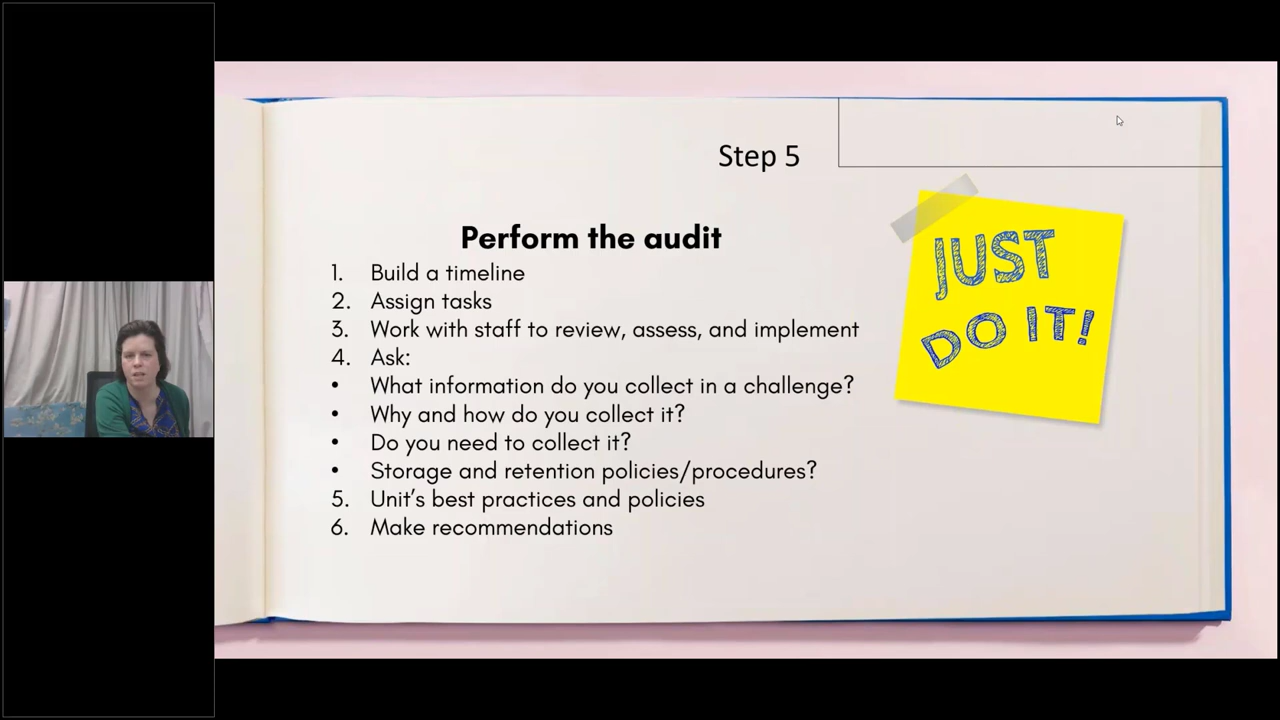 Step 5
Perform the audit
1. Build a timeline
2. Assign tasks
3. Work with staff to review, assess, and implement
4. Ask:
• What information do you collect in a challenge?
• Why and how do you collect it?
• Do you need to collect it?
• Storage and retention policies/procedures?
5. Unit's best practices and policies
6. Make recommendations
JUST
DO IT!